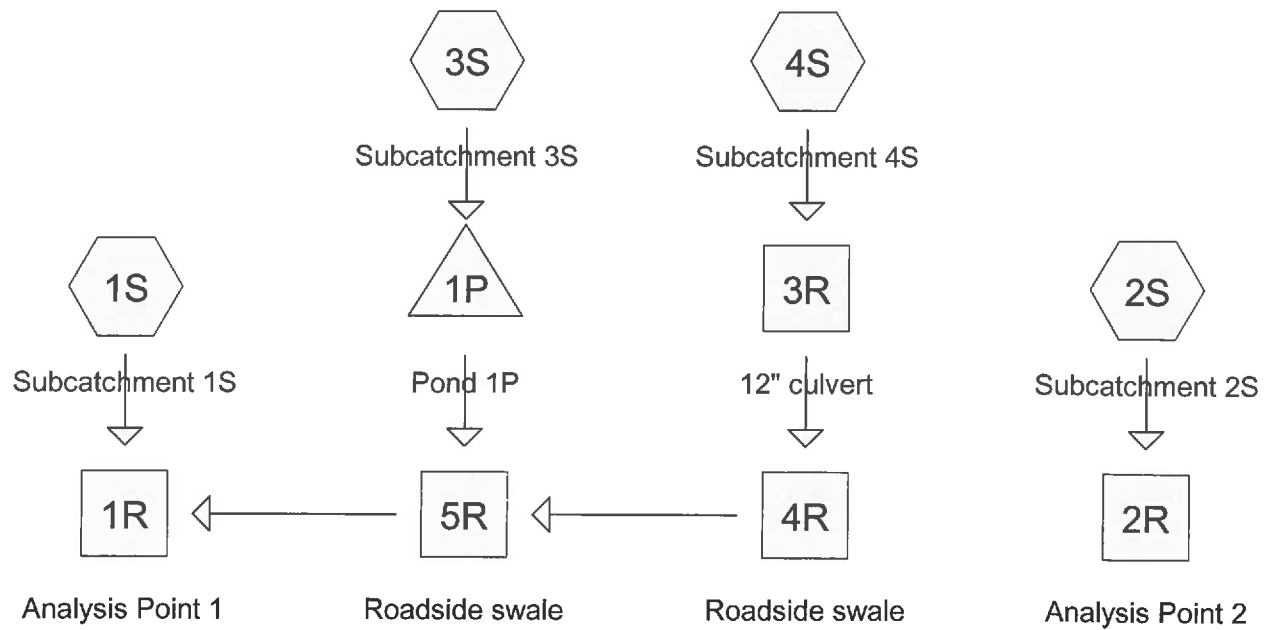 3S
4S
Subcatchment 3S
Subcatchment 4S
1S
1P
3R
2S
Subcatchment 1S
Pond 1P
12" culvert
Subcatchment 2S
1R
5R
4R
2R
Analysis Point 1
Roadside swale
Roadside swale
Analysis Point 2